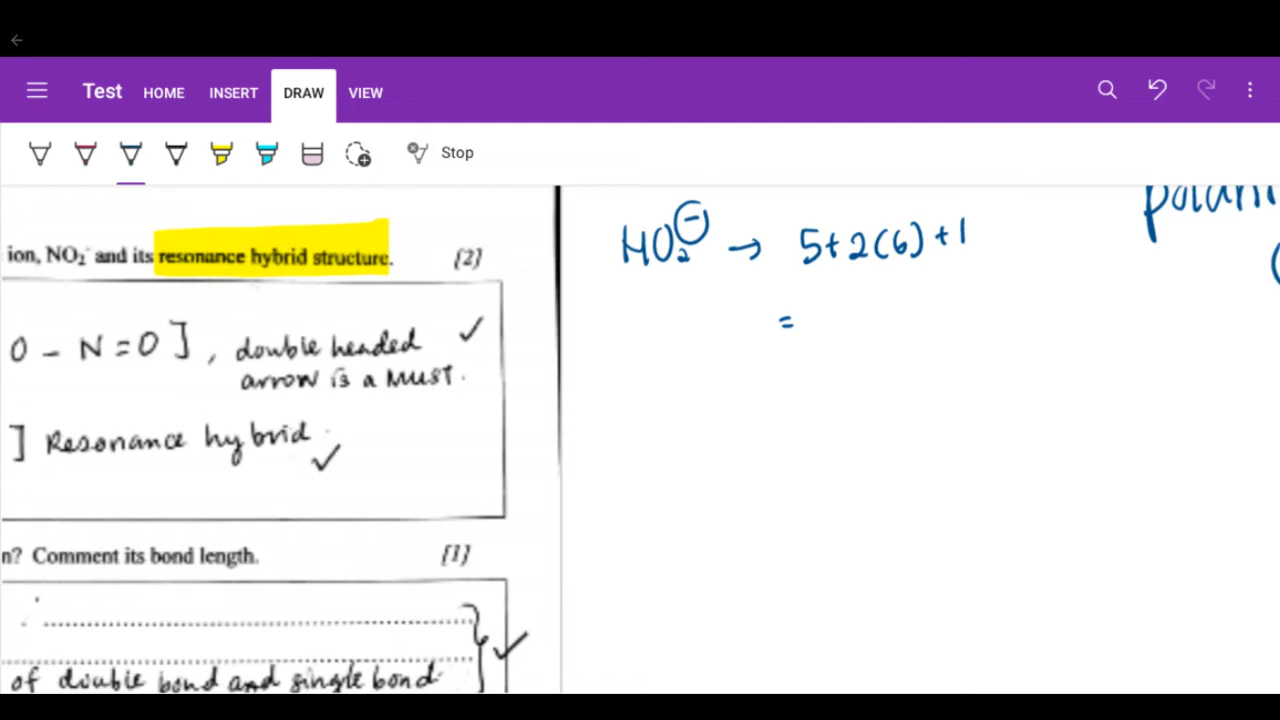 Test HOME INSERT DRAW VIEW
Stop
ion, NO₂⁻ and its resonance hybrid structure. [2]
O - N = O ] , double headed ✓
arrow is a MUST.
] Resonance hybrid. ✓
n? Comment its bond length. [1]
of double bond and single bond
NO₂⁻ → 5+2(6)+1
=